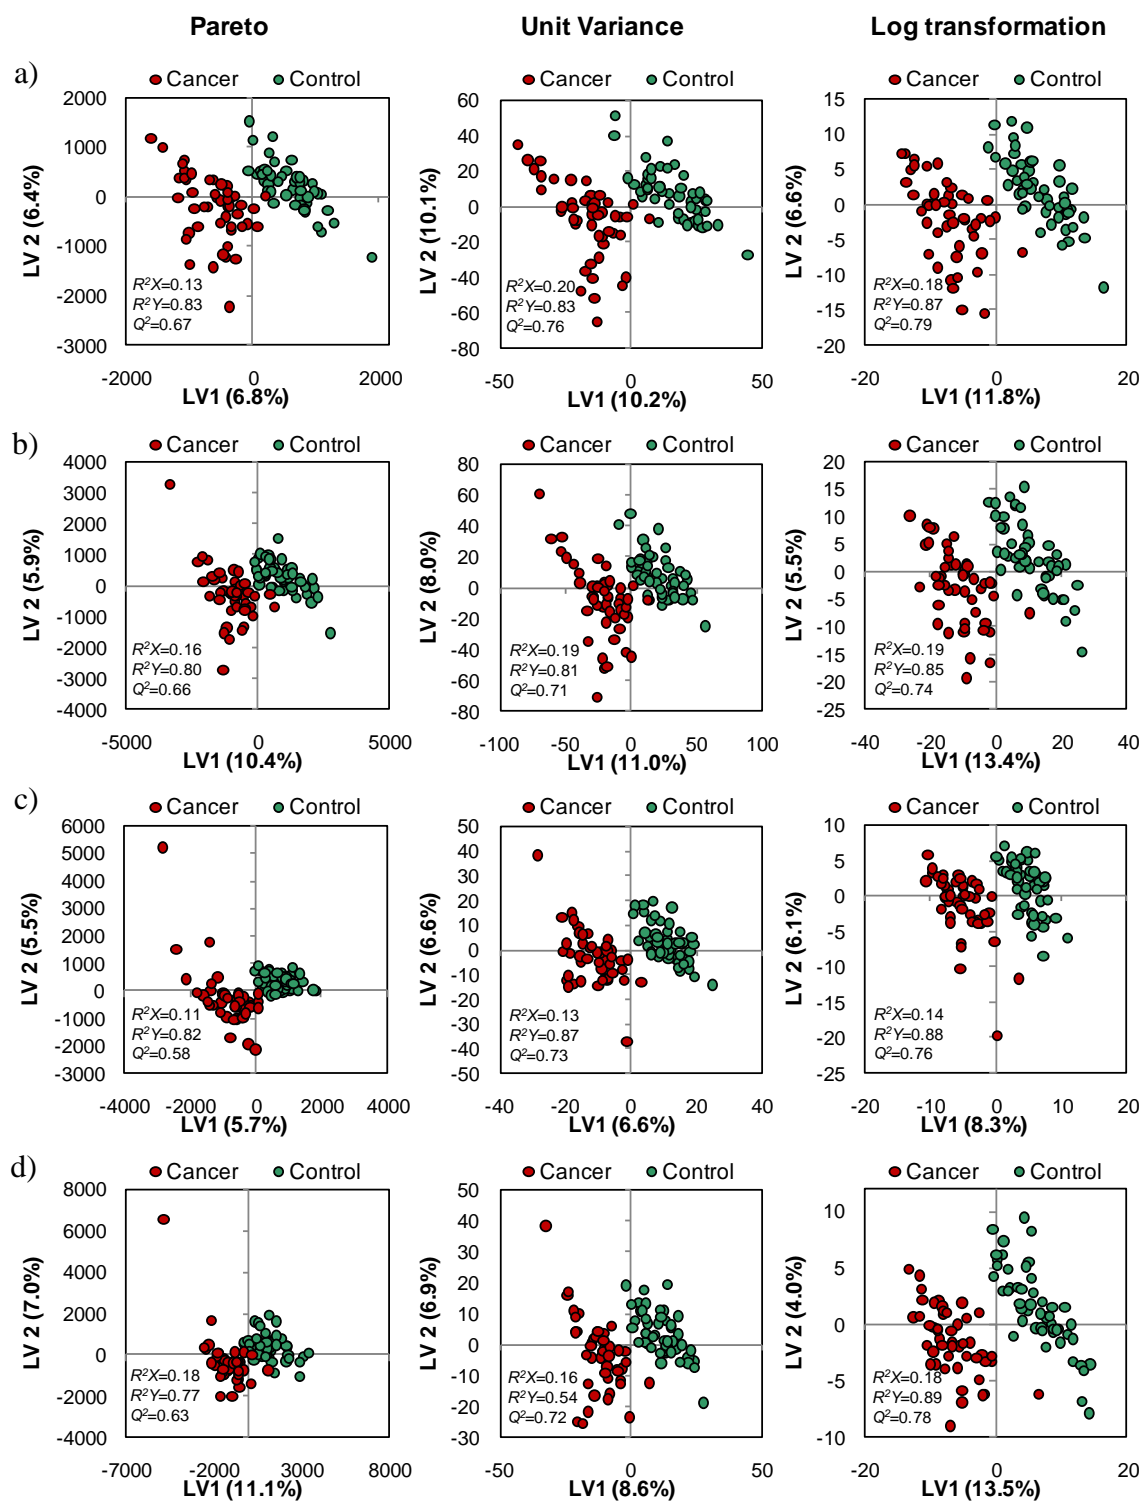 Pareto Unit Variance Log transformation
a)
Cancer Control
2000
1000
0
-1000
-2000
-3000
LV 2 (6.4%)
R²X=0.13
R²Y=0.83
Q²=0.67
-2000 0 2000
LV1 (6.8%)
Cancer Control
60
40
20
0
-20
-40
-60
-80
LV 2 (10.1%)
R²X=0.20
R²Y=0.83
Q²=0.76
-50 0 50
LV1 (10.2%)
Cancer Control
15
10
5
0
-5
-10
-15
-20
LV 2 (6.6%)
R²X=0.18
R²Y=0.87
Q²=0.79
-20 0 20
LV1 (11.8%)
b)
Cancer Control
4000
3000
2000
1000
0
-1000
-2000
-3000
-4000
LV 2 (5.9%)
R²X=0.16
R²Y=0.80
Q²=0.66
-5000 0 5000
LV1 (10.4%)
Cancer Control
80
60
40
20
0
-20
-40
-60
-80
LV 2 (8.0%)
R²X=0.19
R²Y=0.81
Q²=0.71
-100 -50 0 50 100
LV1 (11.0%)
Cancer Control
20
15
10
5
0
-5
-10
-15
-20
-25
LV 2 (5.5%)
R²X=0.19
R²Y=0.85
Q²=0.74
-40 -20 0 20 40
LV1 (13.4%)
c)
Cancer Control
6000
5000
4000
3000
2000
1000
0
-1000
-2000
-3000
LV 2 (5.5%)
R²X=0.11
R²Y=0.82
Q²=0.58
-4000 -2000 0 2000 4000
LV1 (5.7%)
Cancer Control
50
40
30
20
10
0
-10
-20
-30
-40
-50
LV 2 (6.6%)
R²X=0.13
R²Y=0.87
Q²=0.73
-40 -20 0 20 40
LV1 (6.6%)
Cancer Control
10
5
0
-5
-10
-15
-20
-25
LV 2 (6.1%)
R²X=0.14
R²Y=0.88
Q²=0.76
-20 -10 0 10 20
LV1 (8.3%)
d)
Cancer Control
8000
6000
4000
2000
0
-2000
-4000
LV 2 (7.0%)
R²X=0.18
R²Y=0.77
Q²=0.63
-7000 -2000 3000 8000
LV1 (11.1%)
Cancer Control
50
40
30
20
10
0
-10
-20
-30
LV 2 (6.9%)
R²X=0.16
R²Y=0.54
Q²=0.72
-50 0 50
LV1 (8.6%)
Cancer Control
10
5
0
-5
-10
LV 2 (4.0%)
R²X=0.18
R²Y=0.89
Q²=0.78
-20 0 20
LV1 (13.5%)